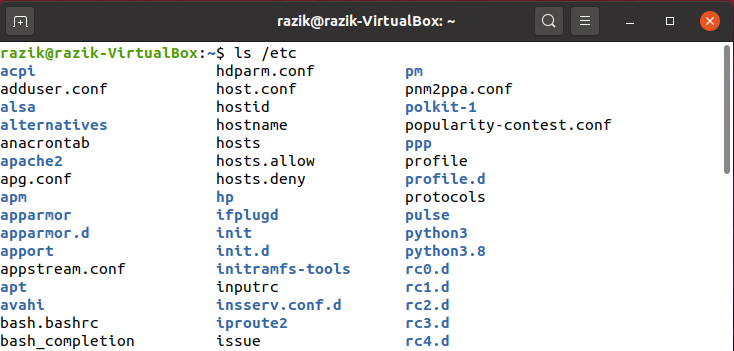 razik@razik-VirtualBox: ~
razik@razik-VirtualBox:~$ ls /etc
acpi hdparm.conf pm
adduser.conf host.conf pnm2ppa.conf
alsa hostid polkit-1
alternatives hostname popularity-contest.conf
anacrontab hosts ppp
apache2 hosts.allow profile
apg.conf hosts.deny profile.d
apm hp protocols
apparmor ifplugd pulse
apparmor.d init python3
apport init.d python3.8
appstream.conf initramfs-tools rc0.d
apt inputrc rc1.d
avahi insserv.conf.d rc2.d
bash.bashrc iproute2 rc3.d
bash_completion issue rc4.d